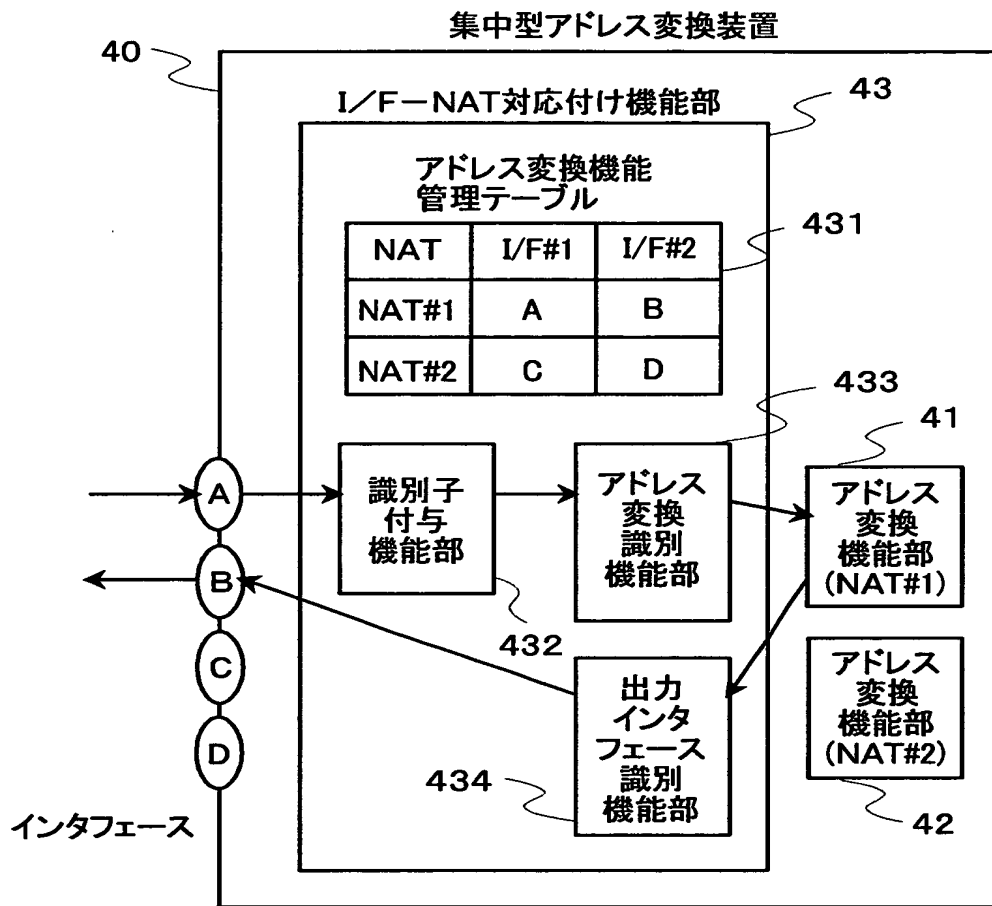 集中型アドレス変換装置
40
I／F－NAT対応付け機能部
43
アドレス変換機能
管理テーブル
431
NAT I/F#1 I/F#2
NAT#1 A B
NAT#2 C D
433
41
A
識別子
付与
機能部
432
アドレス
変換
識別
機能部
アドレス
変換
機能部
(NAT#1)
B
C
D
インタフェース
出力
インタ
フェース
識別
機能部
434
アドレス
変換
機能部
(NAT#2)
42